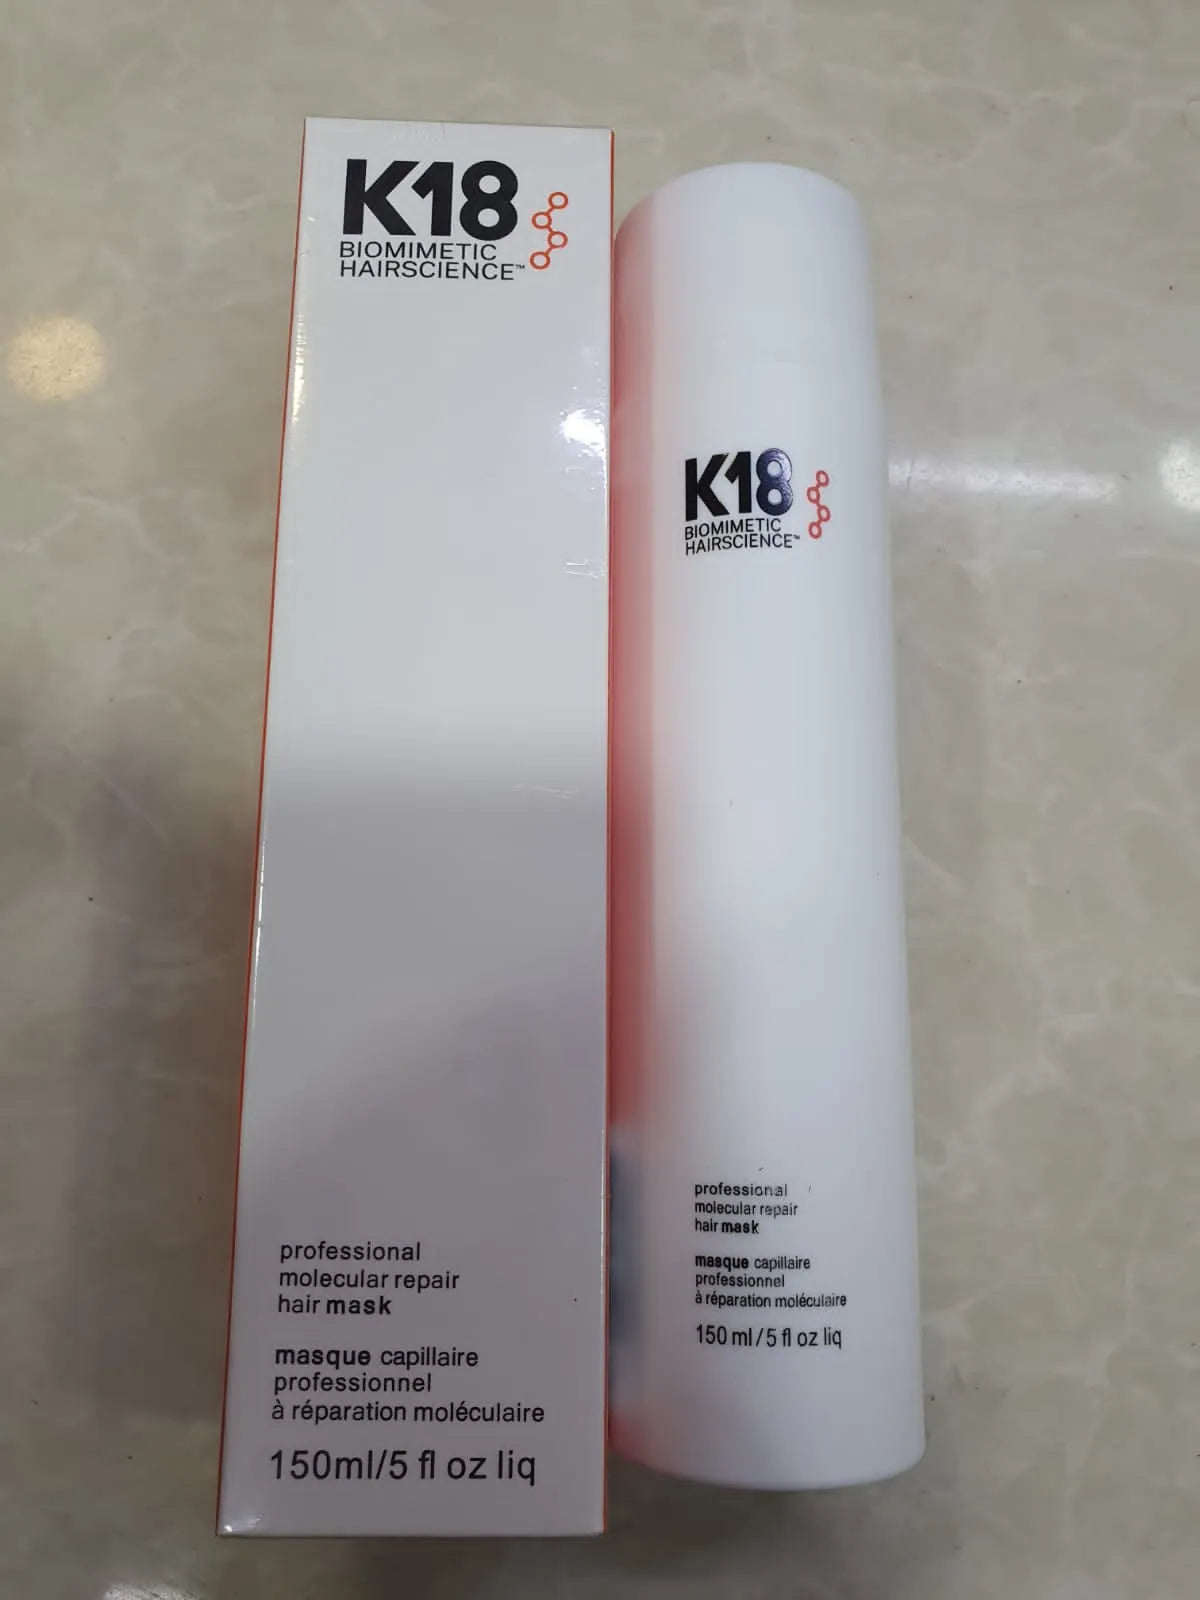 K18
BIOMIMETIC
HAIRSCIENCE™
professional
molecular repair
hair mask
masque capillaire
professionnel
à réparation moléculaire
150ml/5 fl oz liq
K18
BIOMIMETIC
HAIRSCIENCE™
professional
molecular repair
hair mask
masque capillaire
professionnel
à réparation moléculaire
150 ml/5 fl oz liq